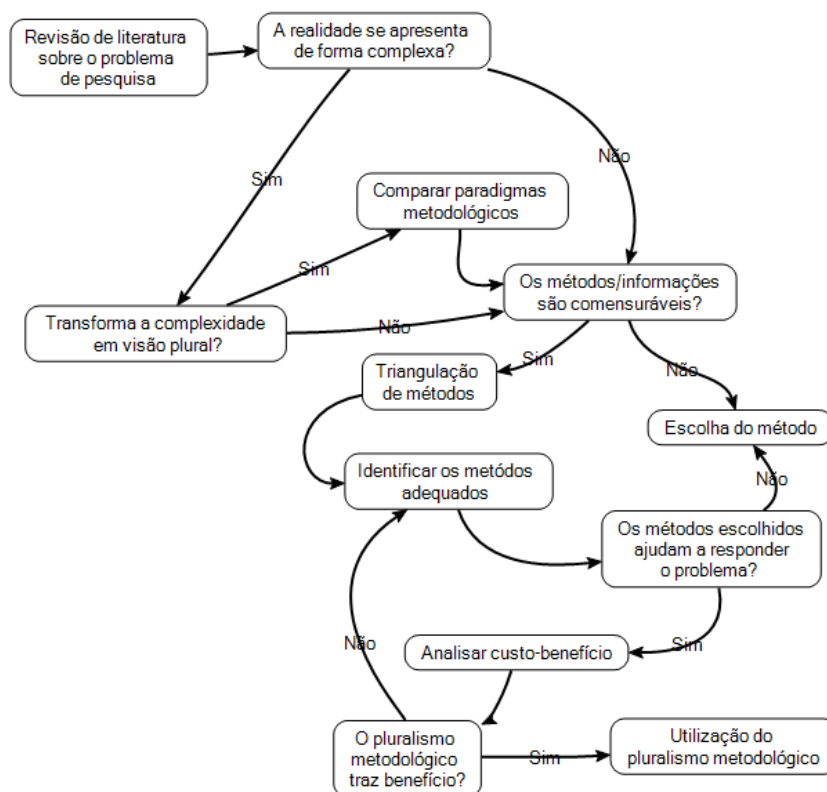 Revisão de literatura
sobre o problema
de pesquisa
A realidade se apresenta
de forma complexa?
Sim
Não
Comparar paradigmas
metodológicos
Sim
Os métodos/informações
são comensuráveis?
Transforma a complexidade
em visão plural?
Não
Sim
Não
Triangulação
de métodos
Escolha do método
Identificar os metódos
adequados
Não
Os métodos escolhidos
ajudam a responder
o problema?
Não
Sim
Analisar custo-benefício
O pluralismo
metodológico
traz benefício?
Sim
Utilização do
pluralismo metodológico